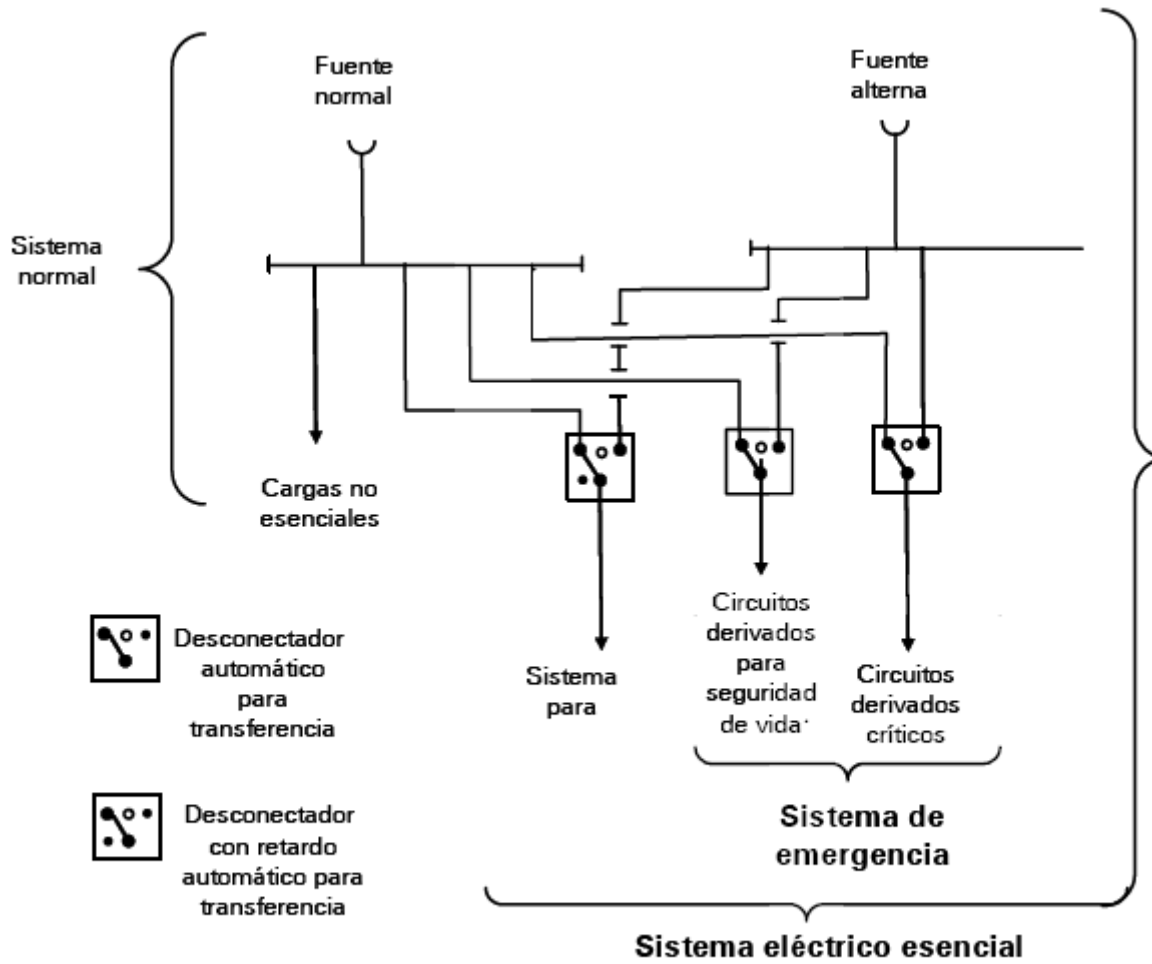 Fuente
normal
Fuente
alterna
Sistema
normal
Cargas no
esenciales
Desconectador
automático
para
transferencia
Sistema
para
Circuitos
derivados
para
seguridad
de vida
Circuitos
derivados
críticos
Desconectador
con retardo
automático para
transferencia
Sistema de
emergencia
Sistema eléctrico esencial